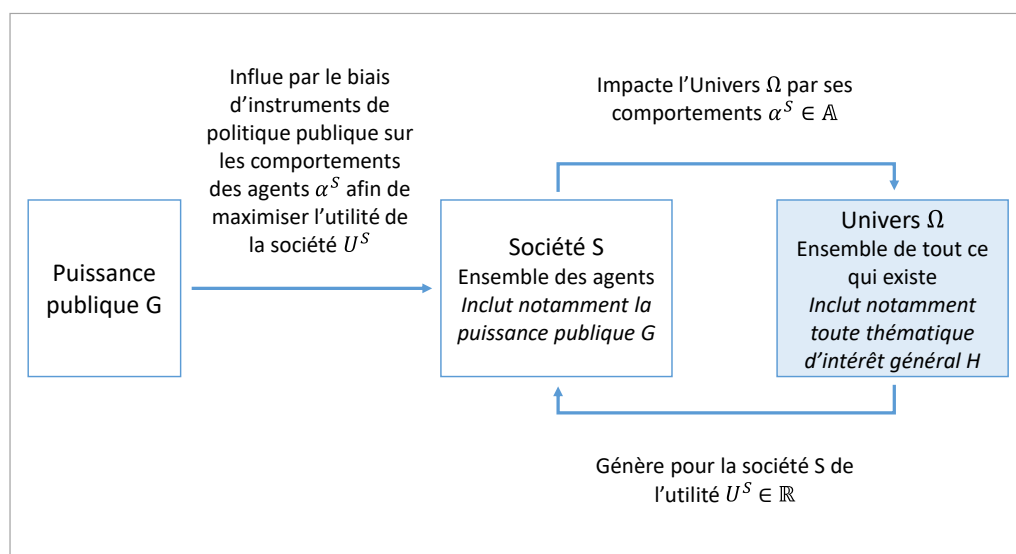 Influe par le biais
d’instruments de
politique publique sur
les comportements
des agents α^S afin de
maximiser l’utilité de
la société U^S
Impacte l’Univers Ω par ses
comportements α^S ∈ 𝔸
Puissance
publique G
Société S
Ensemble des agents
Inclut notamment la
puissance publique G
Univers Ω
Ensemble de tout ce
qui existe
Inclut notamment
toute thématique
d’intérêt général H
Génère pour la société S de
l’utilité U^S ∈ ℝ